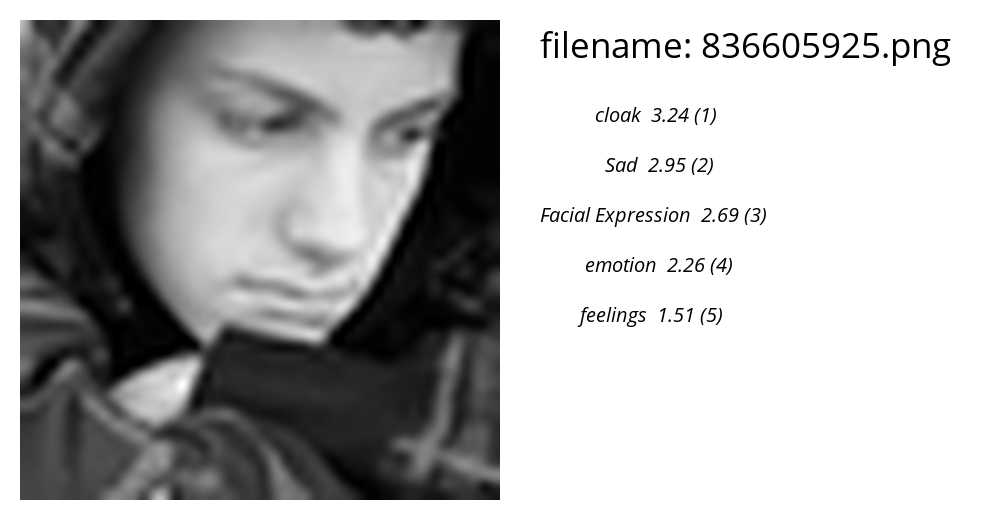 filename: 836605925.png
cloak 3.24 (1)
Sad 2.95 (2)
Facial Expression 2.69 (3)
emotion 2.26 (4)
feelings 1.51 (5)